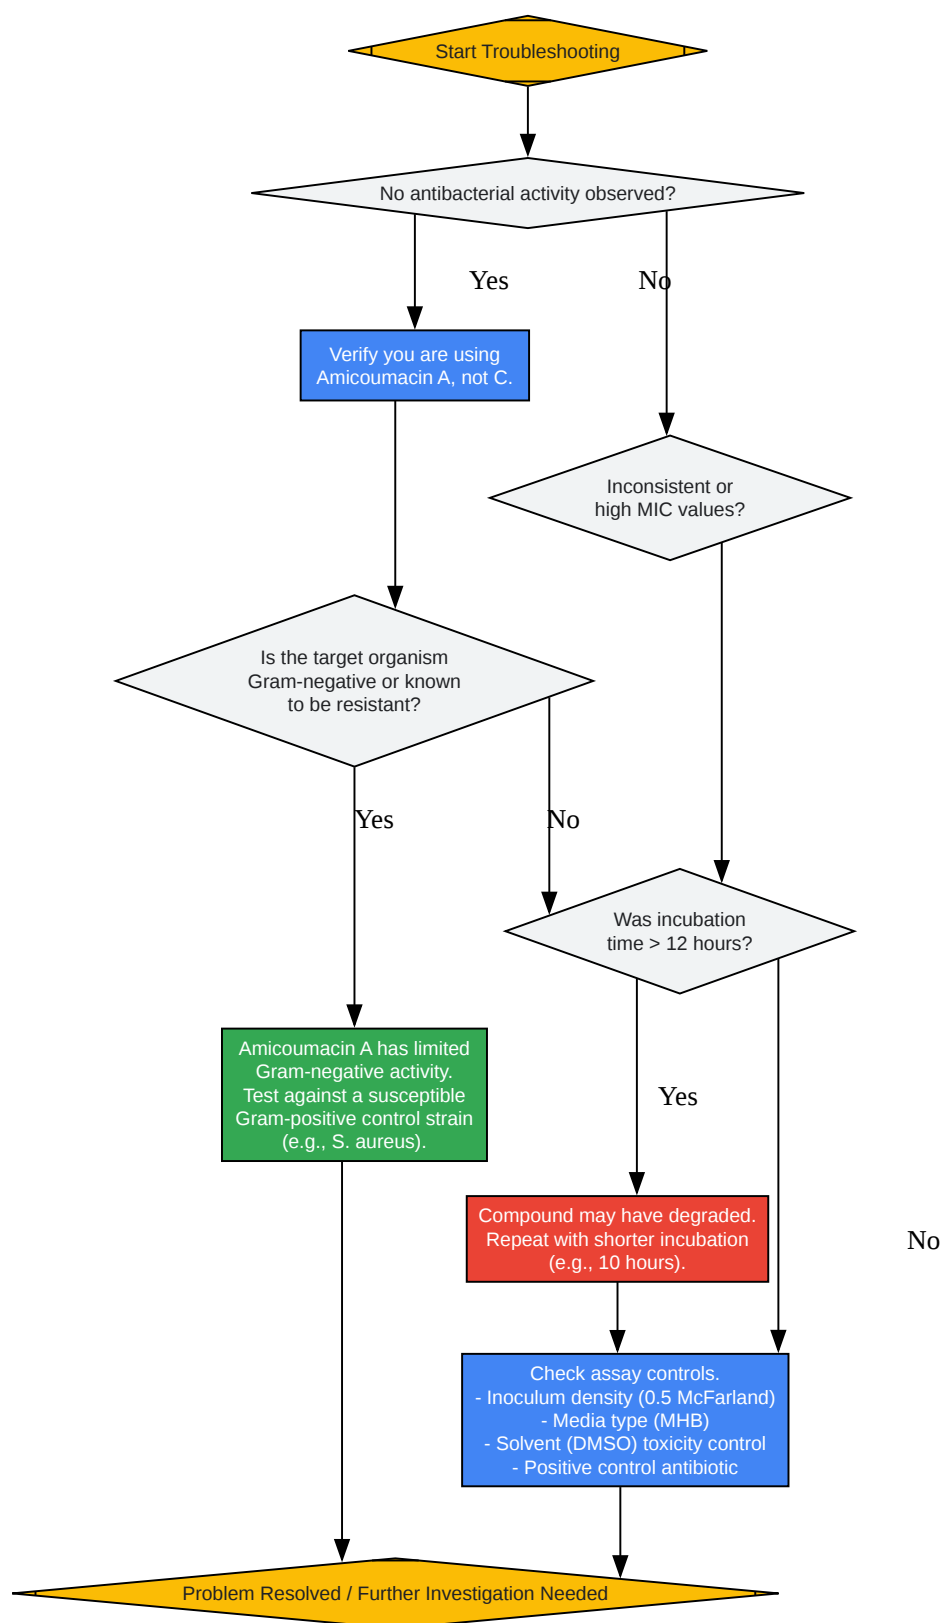 Start Troubleshooting
No antibacterial activity observed?
Yes
No
Verify you are using
Amicoumacin A, not C.
Inconsistent or
high MIC values?
Is the target organism
Gram-negative or known
to be resistant?
Yes
No
Was incubation
time > 12 hours?
Amicoumacin A has limited
Gram-negative activity.
Test against a susceptible
Gram-positive control strain
(e.g., S. aureus).
Yes
Compound may have degraded.
Repeat with shorter incubation
(e.g., 10 hours).
No
Check assay controls.
- Inoculum density (0.5 McFarland)
- Media type (MHB)
- Solvent (DMSO) toxicity control
- Positive control antibiotic
Problem Resolved / Further Investigation Needed